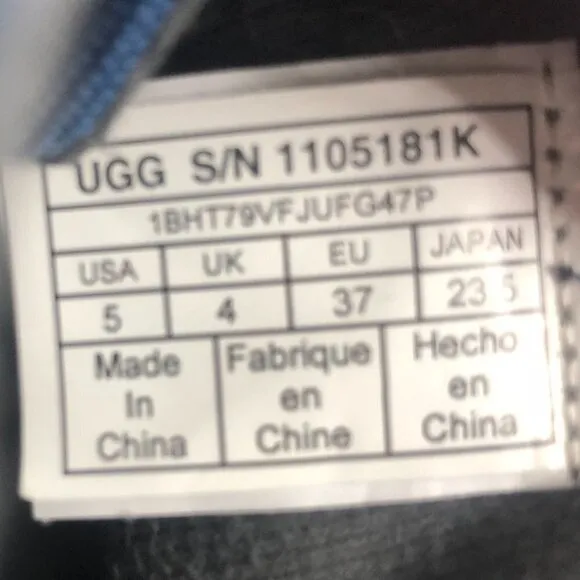 UGG S/N 1105181K
1BHT79VFJUFG47P
USA UK EU JAPAN
5 4 37 23 5
Made Fabrique Hecho
In en en
China Chine China